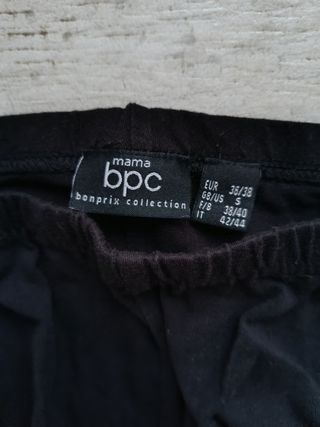 mama
bpc
bonprix collection
EUR 36/38
GB/US S
F/B 38/40
IT 42/44